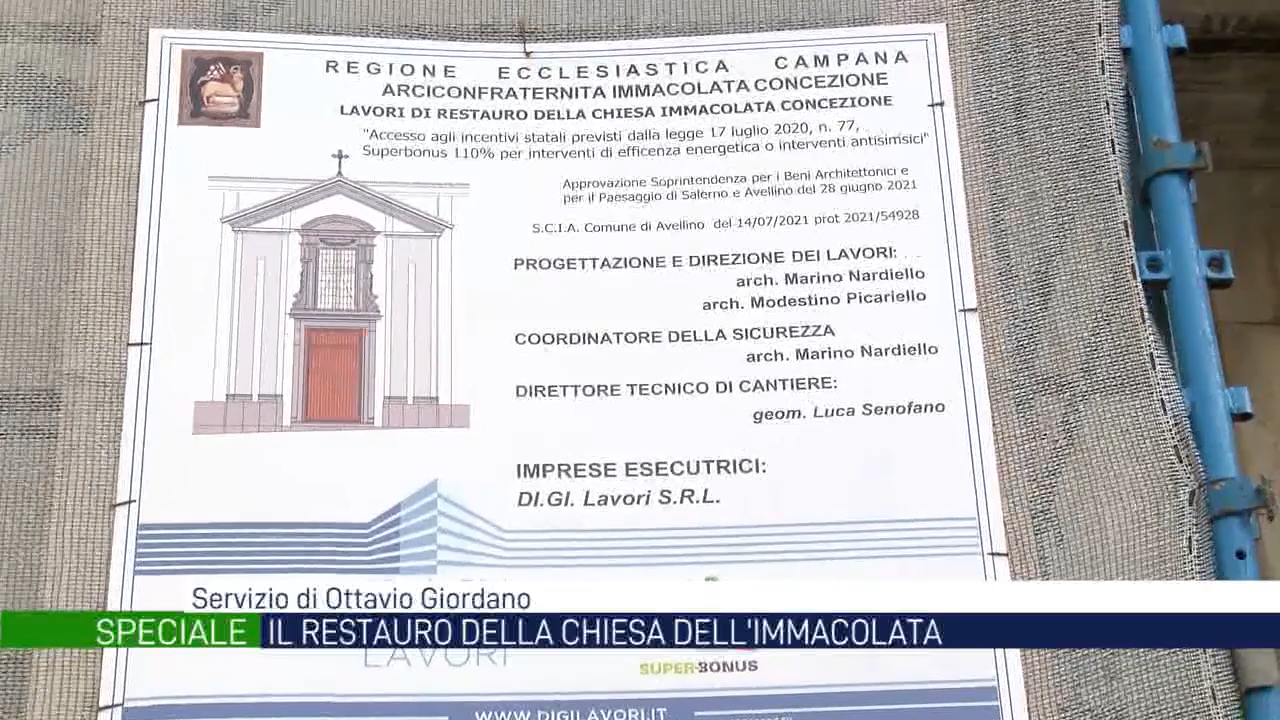 REGIONE ECCLESIASTICA CAMPANA
ARCICONFRATERNITA IMMACOLATA CONCEZIONE
LAVORI DI RESTAURO DELLA CHIESA IMMACOLATA CONCEZIONE
"Accesso agli incentivi statali previsti dalla legge 17 luglio 2020, n. 77,
Superbonus 110% per interventi di efficenza energetica o interventi antisimsici"
Approvazione Soprintendenza per i Beni Architettonici e
per il Paesaggio di Salerno e Avellino del 28 giugno 2021
S.C.I.A. Comune di Avellino del 14/07/2021 prot 2021/54928
PROGETTAZIONE E DIREZIONE DEI LAVORI:
arch. Marino Nardiello
arch. Modestino Picariello
COORDINATORE DELLA SICUREZZA
arch. Marino Nardiello
DIRETTORE TECNICO DI CANTIERE:
geom. Luca Senofano
IMPRESE ESECUTRICI:
DI.GI. Lavori S.R.L.
Servizio di Ottavio Giordano
SPECIALE IL RESTAURO DELLA CHIESA DELL'IMMACOLATA
LAVORI
SUPER-BONUS
WWW.DIGILAVORI.IT